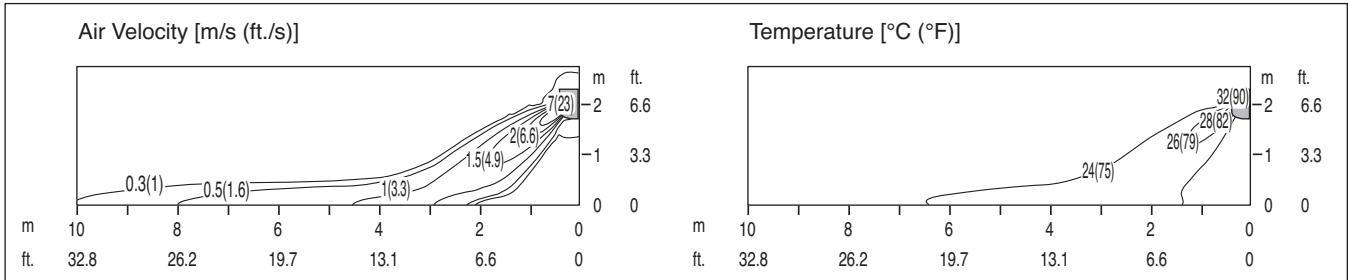 Air Velocity [m/s (ft./s)]
Temperature [°C (°F)]
m ft.
7(23)
2 6.6
2(6.6)
1.5(4.9)
1 3.3
0.3(1)
0.5(1.6)
1(3.3)
0 0
m 10 8 6 4 2 0
ft. 32.8 26.2 19.7 13.1 6.6 0
m ft.
32(90)
2 6.6
28(82)
26(79)
1 3.3
24(75)
0 0
10 8 6 4 2 0
m
ft. 32.8 26.2 19.7 13.1 6.6 0